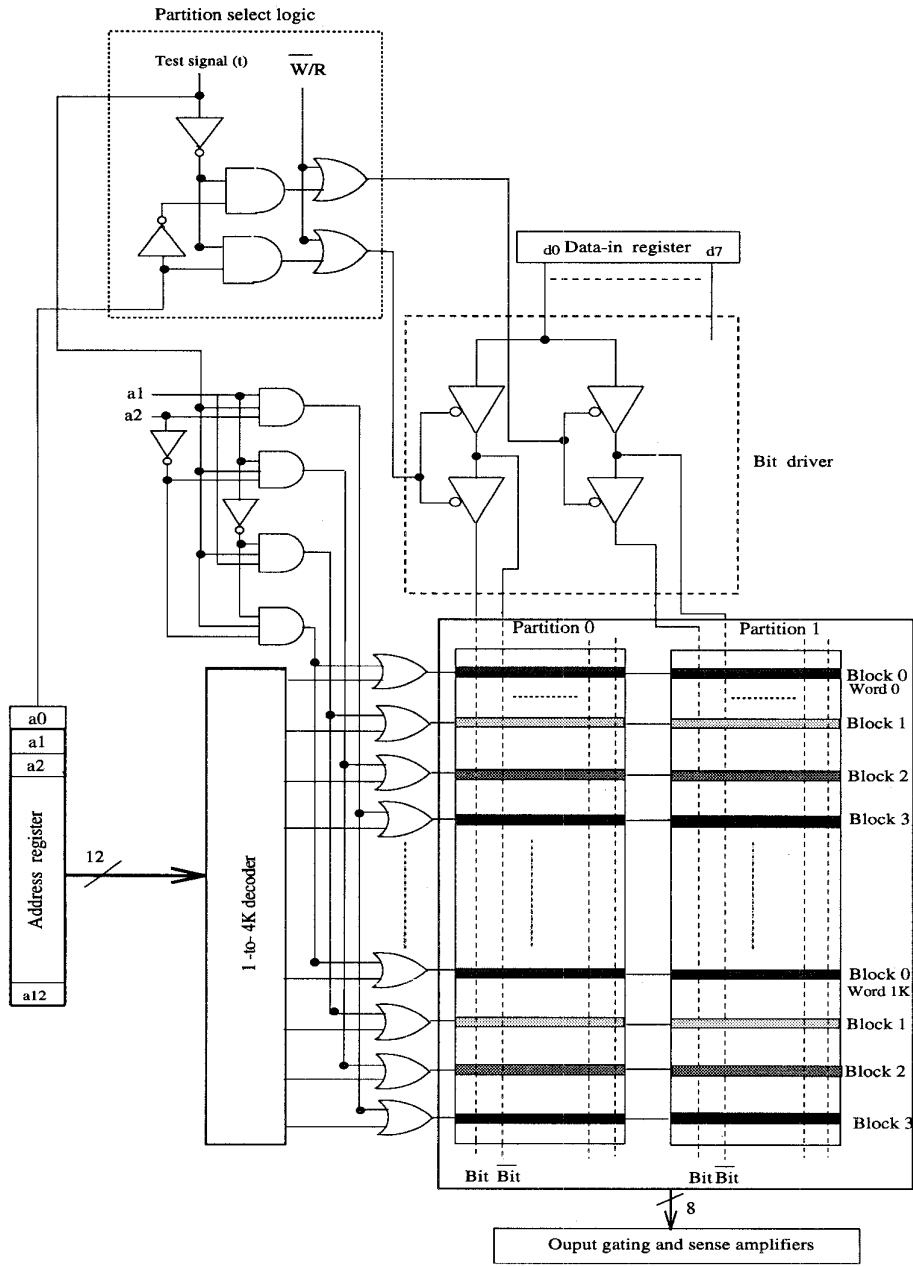 Partition select logic
Test signal (t)
W/R
d0 Data-in register d7
a1
a2
Bit driver
Partition 0
Partition 1
Block 0
Word 0
Block 1
Block 2
Block 3
a0
a1
a2
Address register
a12
12
1-to-4K decoder
Block 0
Word 1K
Block 1
Block 2
Block 3
Bit Bit
Bit Bit
8
Ouput gating and sense amplifiers